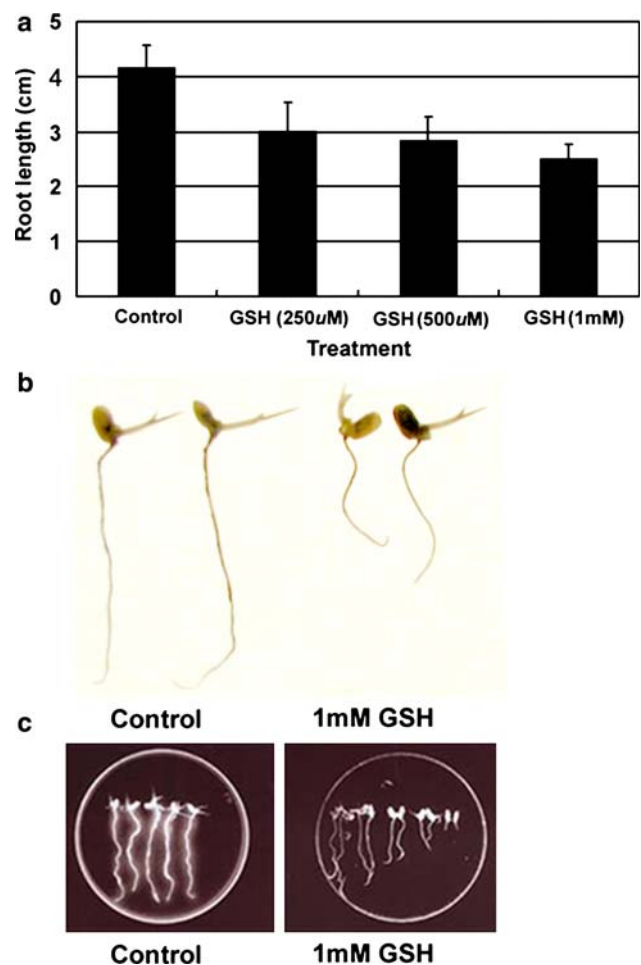 a
5
4
3
2
1
0
Root length (cm)
Control GSH (250uM) GSH (500uM) GSH (1mM)
Treatment
b
Control 1mM GSH
c
Control 1mM GSH